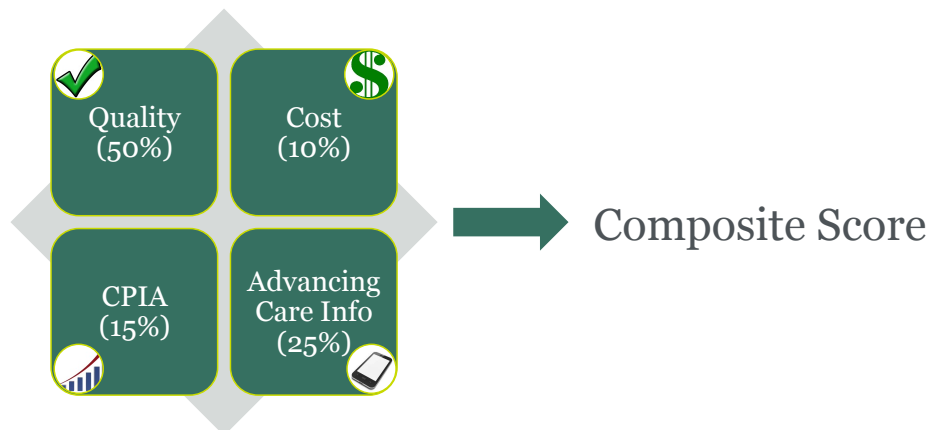 Quality
(50%)
Cost
(10%)
CPIA
(15%)
Advancing
Care Info
(25%)
Composite Score